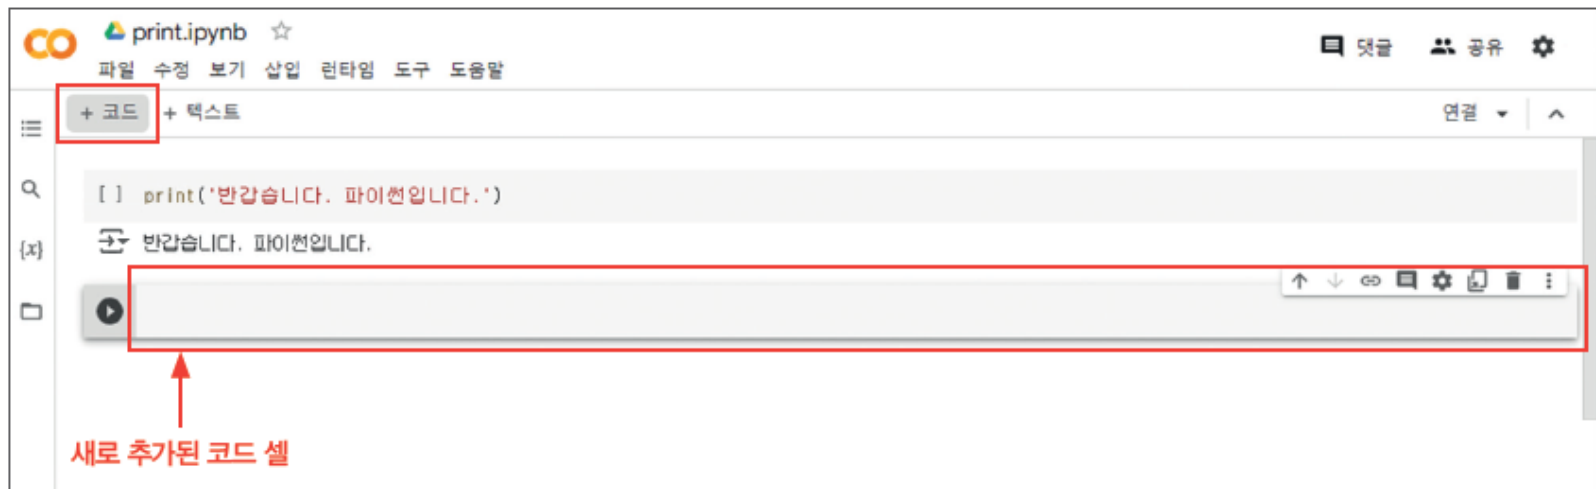 print.ipynb
댓글 공유
파일 수정 보기 삽입 런타임 도구 도움말
+ 코드 + 텍스트
연결
[ ] print('반갑습니다. 파이썬입니다.')
{x}
반갑습니다. 파이썬입니다.
새로 추가된 코드 셀